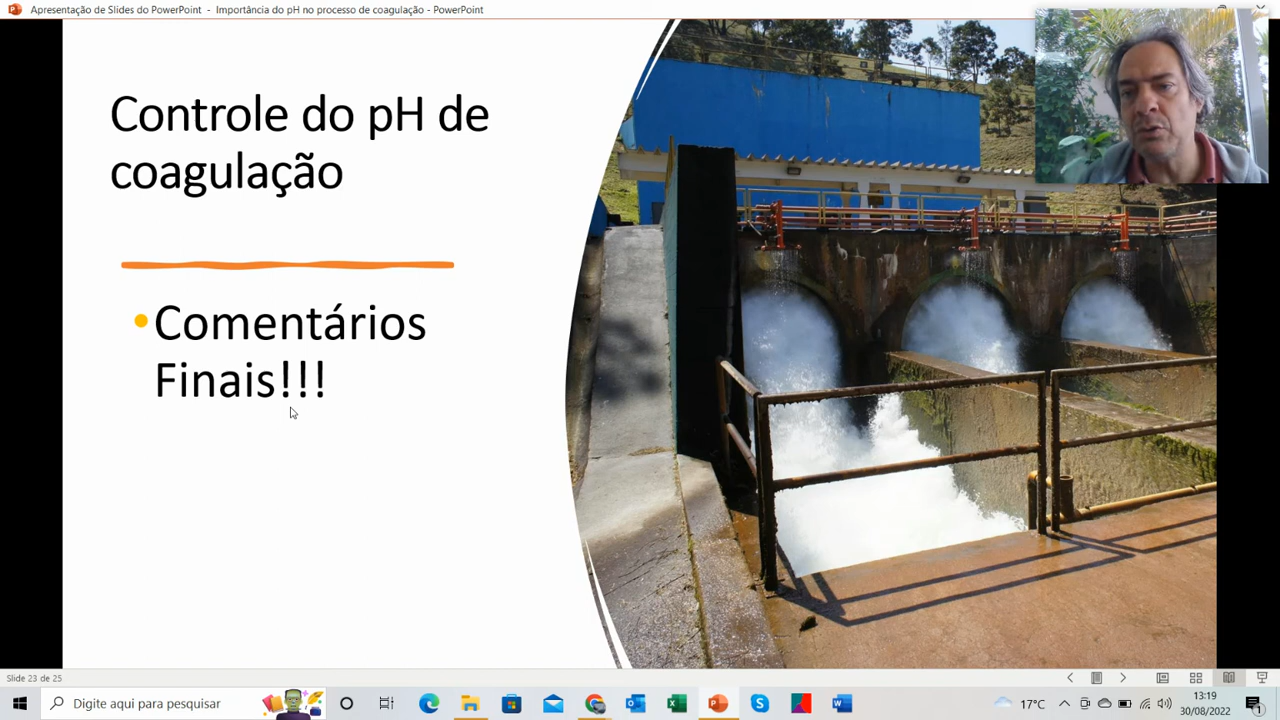 Apresentação de Slides do PowerPoint - Importância do pH no processo de coagulação - PowerPoint
Controle do pH de
coagulação
•Comentários
Finais!!!
Slide 23 de 25
Digite aqui para pesquisar
17°C
13:19
30/08/2022
1